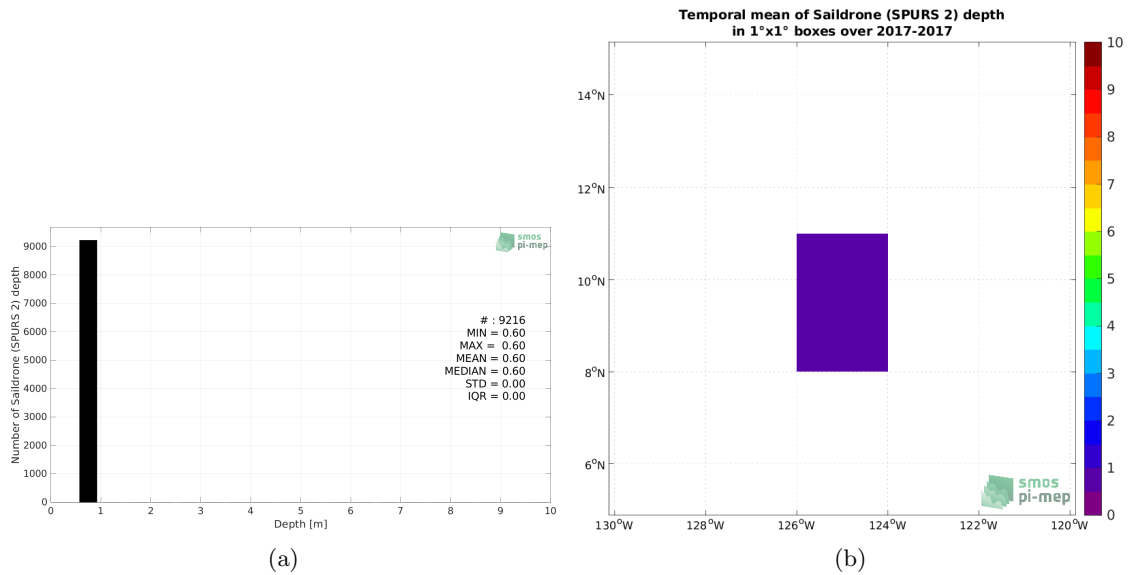 Temporal mean of Saildrone (SPURS 2) depth
in 1°x1° boxes over 2017-2017
Number of Saildrone (SPURS 2) depth
9000
8000
7000
6000
5000
4000
3000
2000
1000
0
smos
pi-mep
# : 9216
MIN = 0.60
MAX = 0.60
MEAN = 0.60
MEDIAN = 0.60
STD = 0.00
IQR = 0.00
0 1 2 3 4 5 6 7 8 9 10
Depth [m]
(a)
14°N
12°N
10°N
8°N
6°N
130°W 128°W 126°W 124°W 122°W 120°W
smos
pi-mep
10
9
8
7
6
5
4
3
2
1
0
(b)